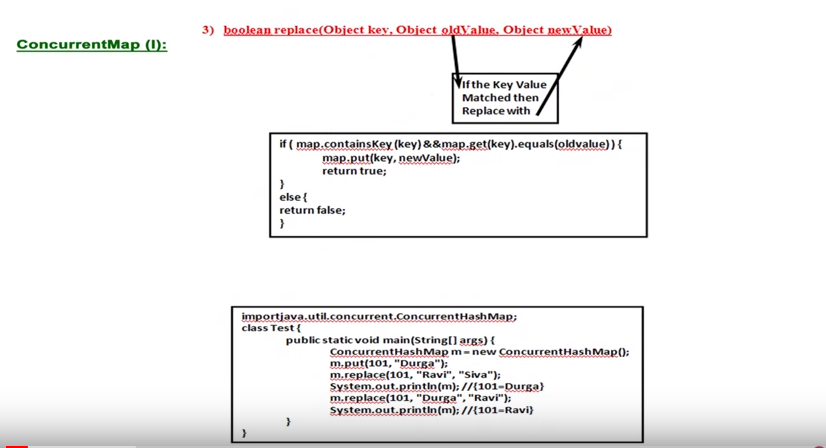 3) boolean replace(Object key, Object oldValue, Object newValue)
ConcurrentMap (I):
If the Key Value
Matched then
Replace with
if ( map.containsKey (key) &&map.get(key).equals(oldvalue) ) {
map.put(key, newValue);
return true;
}
else {
return false;
}
importjava.util.concurrent.ConcurrentHashMap;
class Test {
public static void main(String[] args) {
ConcurrentHashMap m = new ConcurrentHashMap();
m.put(101, "Durga");
m.replace(101, "Ravi", "Siva");
System.out.println(m); //{101=Durga}
m.replace(101, "Durga", "Ravi");
System.out.println(m); //{101=Ravi}
}
}